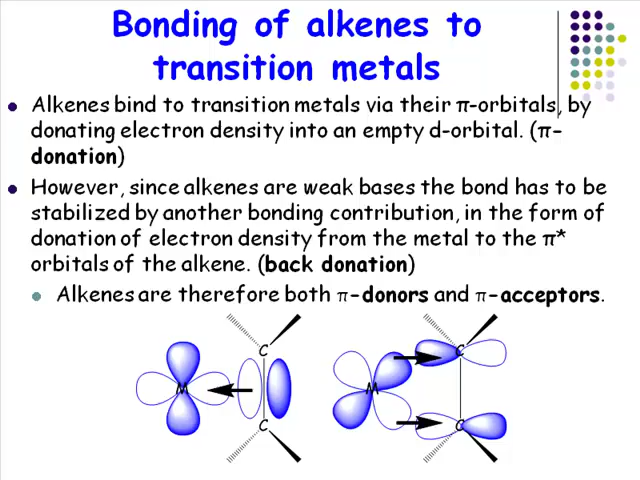 Bonding of alkenes to
transition metals
Alkenes bind to transition metals via their π-orbitals, by
donating electron density into an empty d-orbital. (π-
donation)
However, since alkenes are weak bases the bond has to be
stabilized by another bonding contribution, in the form of
donation of electron density from the metal to the π*
orbitals of the alkene. (back donation)
Alkenes are therefore both π-donors and π-acceptors.
C C
M M
C C